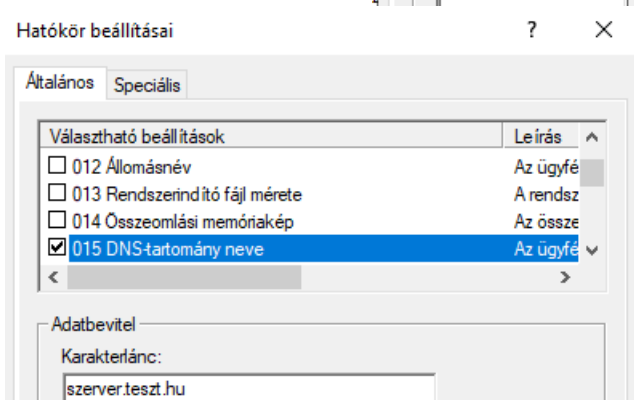 Hatókör beállításai
Általános Speciális
Választható beállítások Leírás
012 Állomásnév Az ügyfé
013 Rendszerindító fájl mérete A rendsz
014 Összeomlási memóriakép Az össze
015 DNS-tartomány neve Az ügyfé
Adatbevitel
Karakterlánc:
szerver.teszt.hu